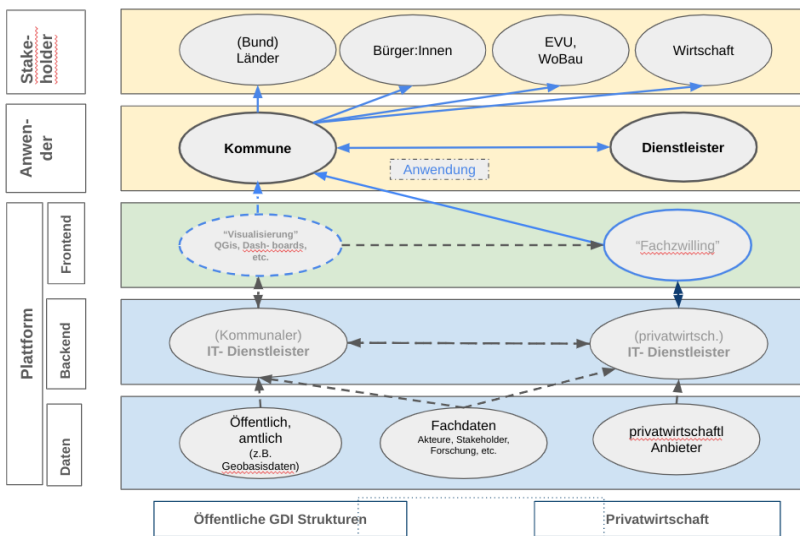 Stake-
holder
(Bund)
Länder
Bürger:Innen
EVU,
WoBau
Wirtschaft
Anwen-
der
Kommune
Dienstleister
Anwendung
Plattform
Frontend
“Visualisierung”
QGis, Dash- boards,
etc.
“Fachzwilling”
Backend
(Kommunaler)
IT- Dienstleister
(privatwirtsch.)
IT- Dienstleister
Daten
Öffentlich,
amtlich
(z.B.
Geobasisdaten)
Fachdaten
Akteure, Stakeholder,
Forschung, etc.
privatwirtschaftl
Anbieter
Öffentliche GDI Strukturen
Privatwirtschaft